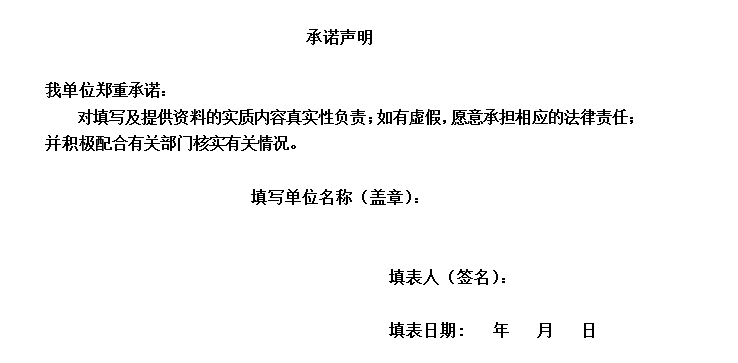 承诺声明
我单位郑重承诺：
对填写及提供资料的实质内容真实性负责；如有虚假，愿意承担相应的法律责任；
并积极配合有关部门核实有关情况。
填写单位名称（盖章）：
填表人（签名）：
填表日期： 年 月 日